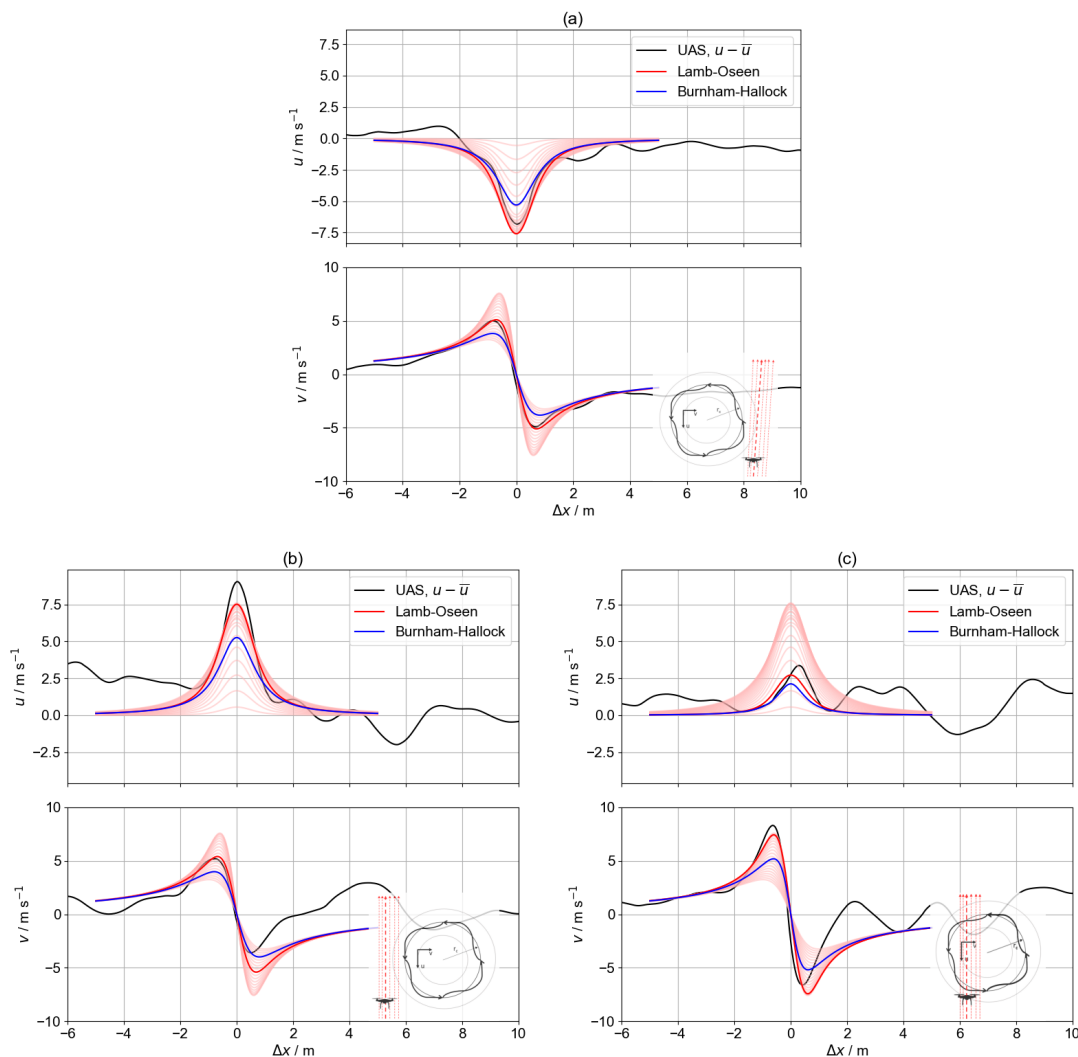 (a)
UAS, u − u̅
Lamb-Oseen
Burnham-Hallock
7.5
5.0
2.5
0.0
−2.5
−5.0
−7.5
u / m s⁻¹
10
5
0
−5
−10
v / m s⁻¹
v
u
r_c
−6 −4 −2 0 2 4 6 8 10
Δx / m
(b)
UAS, u − u̅
Lamb-Oseen
Burnham-Hallock
7.5
5.0
2.5
0.0
−2.5
u / m s⁻¹
10
5
0
−5
−10
v / m s⁻¹
v
u
r_c
−6 −4 −2 0 2 4 6 8 10
Δx / m
(c)
UAS, u − u̅
Lamb-Oseen
Burnham-Hallock
7.5
5.0
2.5
0.0
−2.5
u / m s⁻¹
10
5
0
−5
−10
v / m s⁻¹
−6 −4 −2 0 2 4 6 8 10
Δx / m